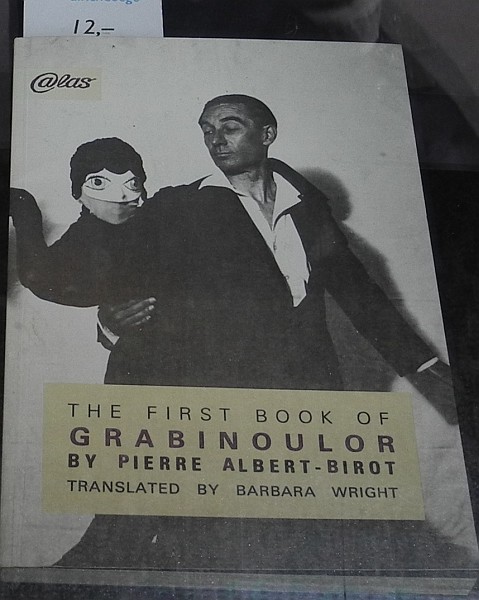 12,–
@las
THE FIRST BOOK OF
GRABINOULOR
BY PIERRE ALBERT-BIROT
TRANSLATED BY BARBARA WRIGHT